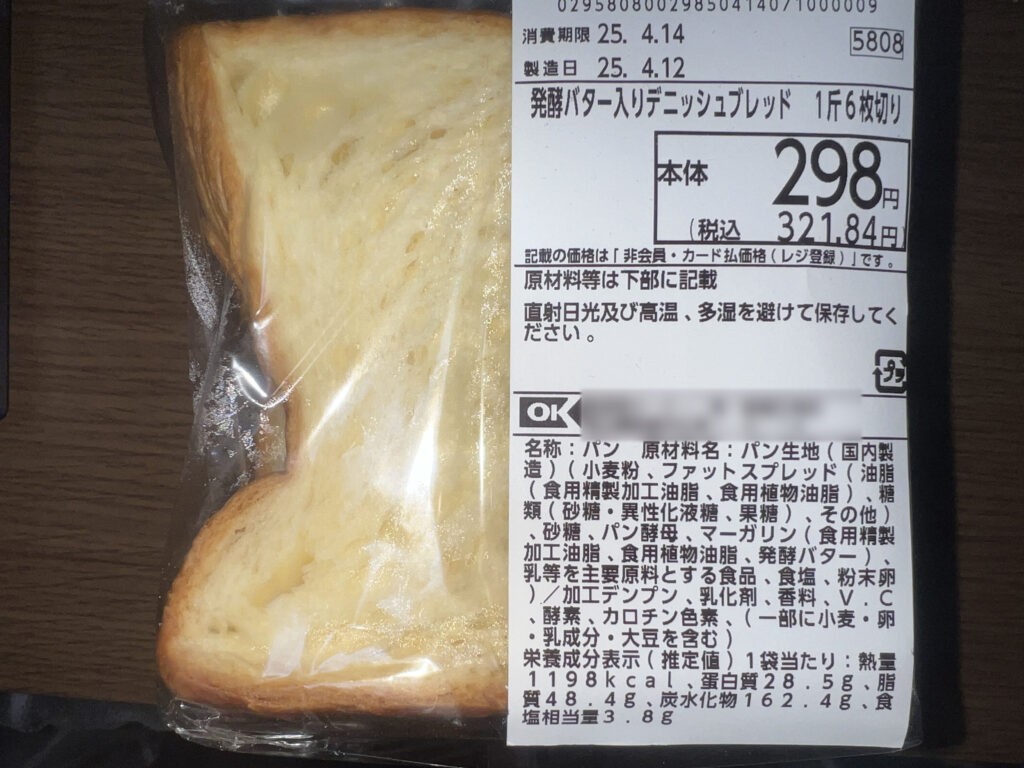 02958080029850414071000009
消費期限 25. 4.14
5808
製造日 25. 4.12
発酵バター入りデニッシュブレッド 1斤6枚切り
本体 298円
(税込 321.84円)
記載の価格は「非会員・カード払価格(レジ登録)」です。
原材料等は下部に記載
直射日光及び高温、多湿を避けて保存してく
ださい。
プラ
OK
名称:パン 原材料名:パン生地(国内製
造)(小麦粉、ファットスプレッド(油脂
(食用精製加工油脂、食用植物油脂)、糖
類(砂糖・異性化液糖、果糖)、その他)
、砂糖、パン酵母、マーガリン(食用精製
加工油脂、食用植物油脂、発酵バター)、
乳等を主要原料とする食品、食塩、粉末卵
)/加工デンプン、乳化剤、香料、V.C
、酵素、カロチン色素、(一部に小麦・卵
・乳成分・大豆を含む)
栄養成分表示(推定値)1袋当たり:熱量
1198kcal、蛋白質28.5g、脂
質48.4g、炭水化物162.4g、食
塩相当量3.8g